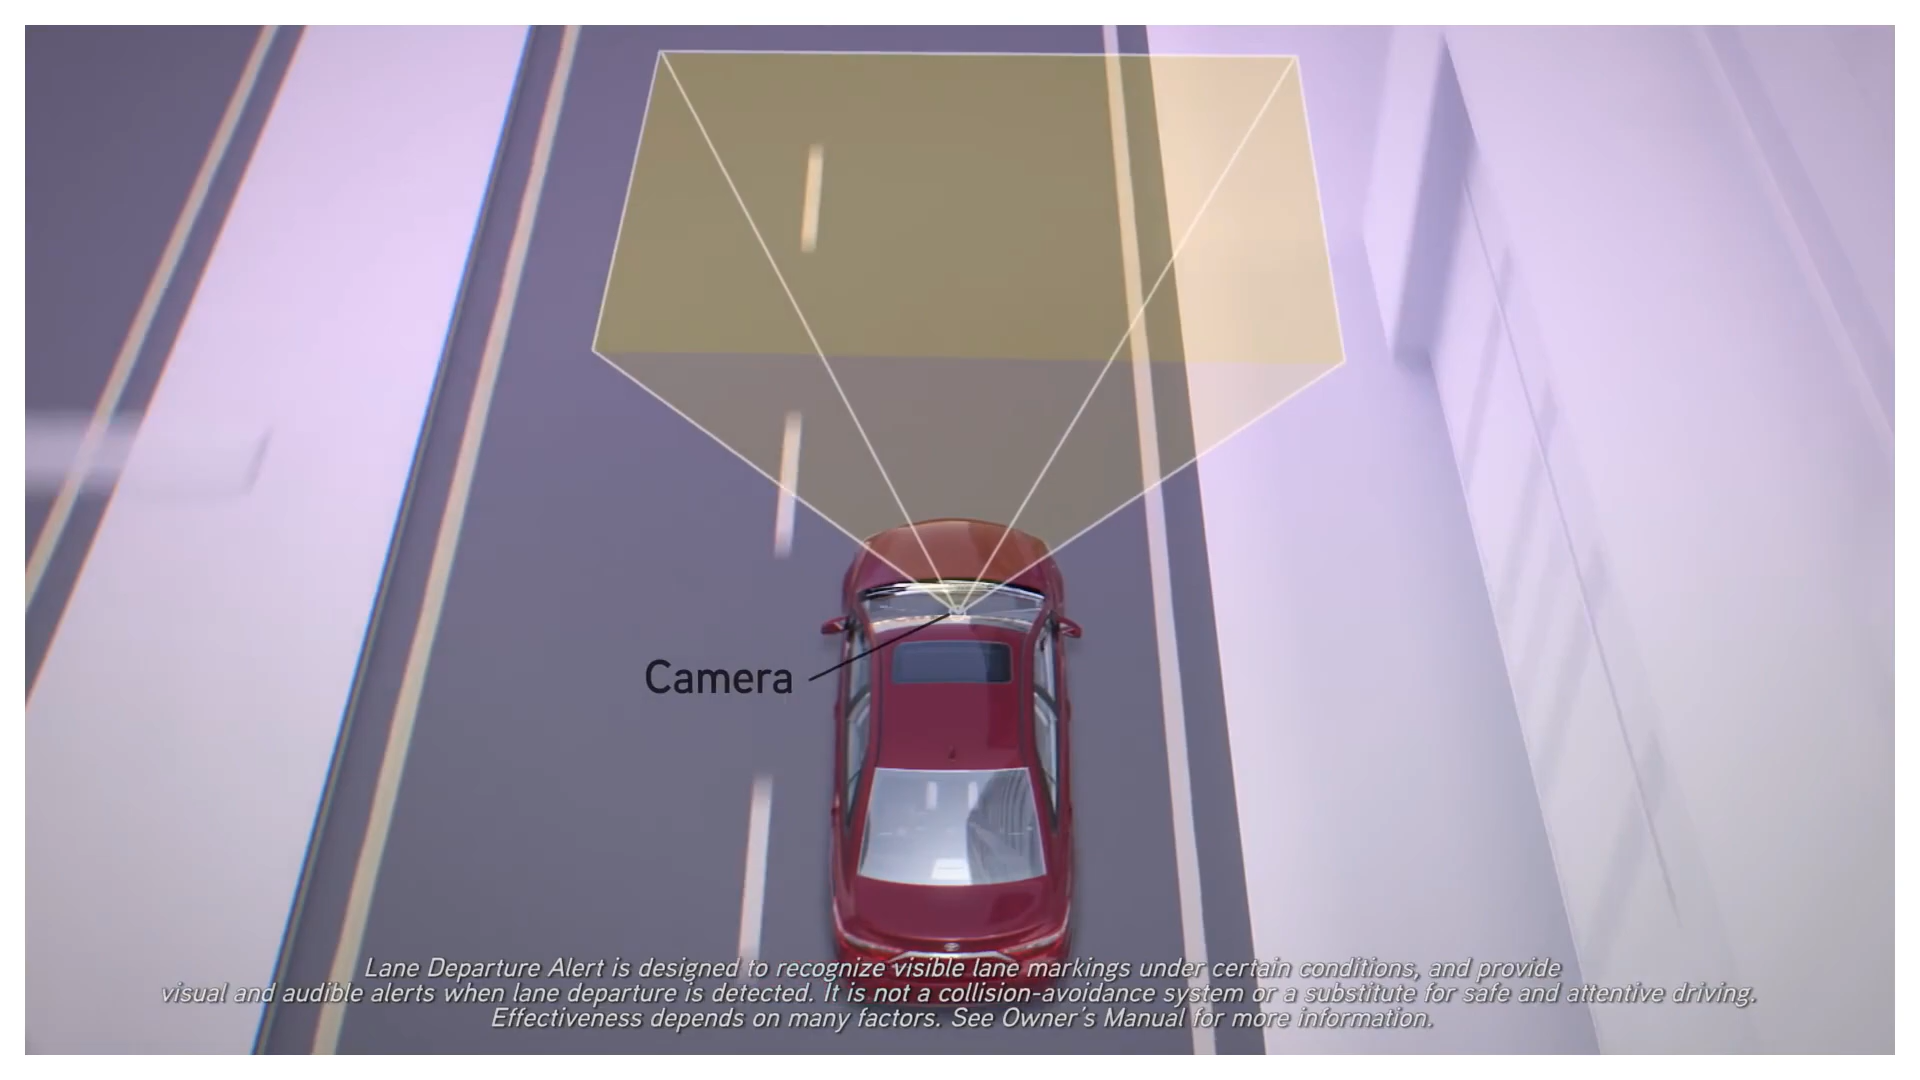 Camera
Lane Departure Alert is designed to recognize visible lane markings under certain conditions, and provide
visual and audible alerts when lane departure is detected. It is not a collision-avoidance system or a substitute for safe and attentive driving.
Effectiveness depends on many factors. See Owner's Manual for more information.